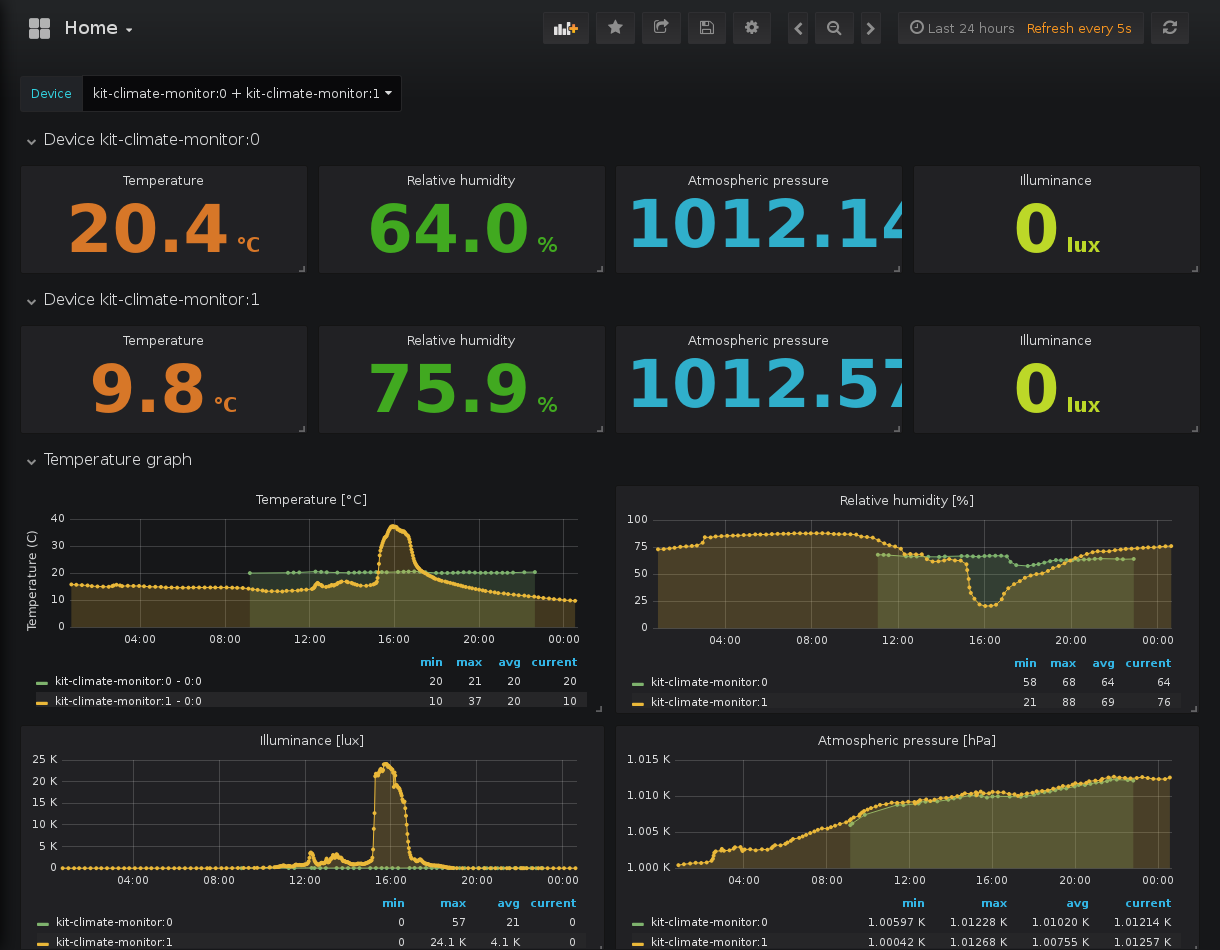 Home
Last 24 hours Refresh every 5s
Device kit-climate-monitor:0 + kit-climate-monitor:1
Device kit-climate-monitor:0
Temperature Relative humidity Atmospheric pressure Illuminance
20.4 °C 64.0 % 1012.14 0 lux
Device kit-climate-monitor:1
Temperature Relative humidity Atmospheric pressure Illuminance
9.8 °C 75.9 % 1012.57 0 lux
Temperature graph
Temperature [°C]
Temperature (C)
40
30
20
10
0
04:00 08:00 12:00 16:00 20:00 00:00
min max avg current
kit-climate-monitor:0 - 0:0 20 21 20 20
kit-climate-monitor:1 - 0:0 10 37 20 10
Relative humidity [%]
100
75
50
25
0
04:00 08:00 12:00 16:00 20:00 00:00
min max avg current
kit-climate-monitor:0 58 68 64 64
kit-climate-monitor:1 21 88 69 76
Illuminance [lux]
25 K
20 K
15 K
10 K
5 K
0
04:00 08:00 12:00 16:00 20:00 00:00
min max avg current
kit-climate-monitor:0 0 57 21 0
kit-climate-monitor:1 0 24.1 K 4.1 K 0
Atmospheric pressure [hPa]
1.015 K
1.010 K
1.005 K
1.000 K
04:00 08:00 12:00 16:00 20:00 00:00
min max avg current
kit-climate-monitor:0 1.00597 K 1.01228 K 1.01020 K 1.01214 K
kit-climate-monitor:1 1.00042 K 1.01268 K 1.00755 K 1.01257 K